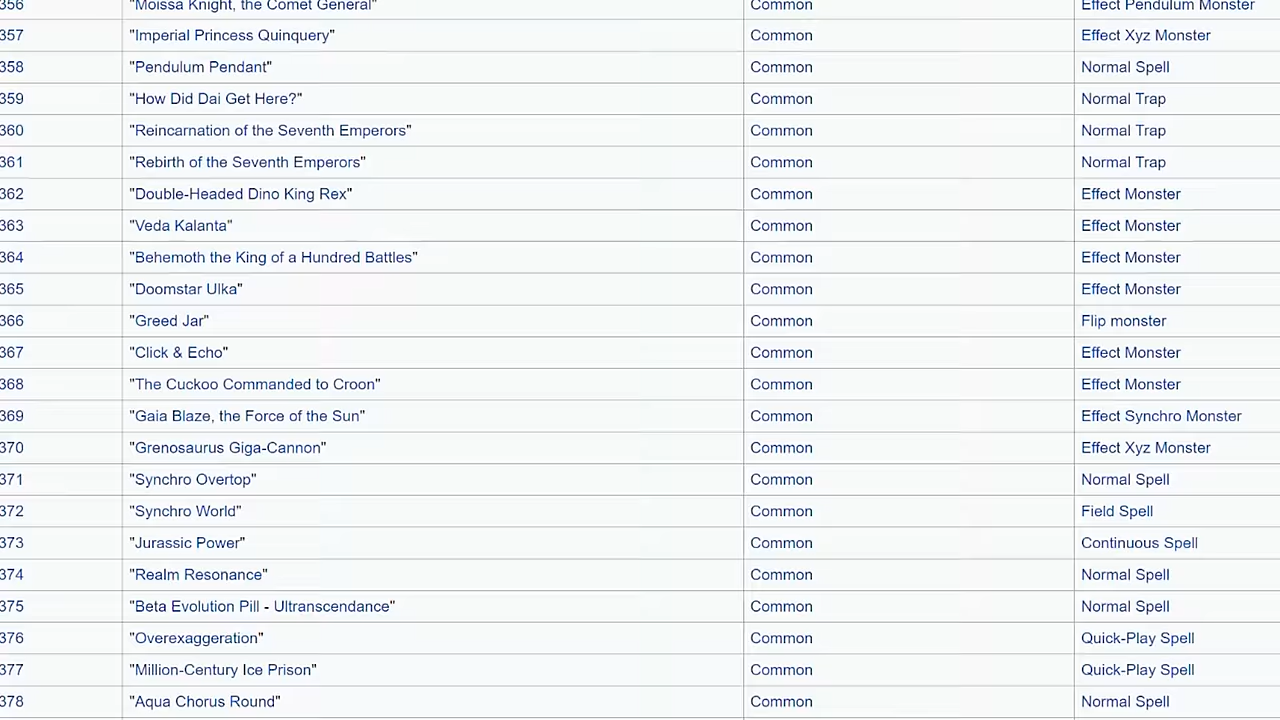 356 "Moissa Knight, the Comet General" Common Effect Pendulum Monster
357 "Imperial Princess Quinquery" Common Effect Xyz Monster
358 "Pendulum Pendant" Common Normal Spell
359 "How Did Dai Get Here?" Common Normal Trap
360 "Reincarnation of the Seventh Emperors" Common Normal Trap
361 "Rebirth of the Seventh Emperors" Common Normal Trap
362 "Double-Headed Dino King Rex" Common Effect Monster
363 "Veda Kalanta" Common Effect Monster
364 "Behemoth the King of a Hundred Battles" Common Effect Monster
365 "Doomstar Ulka" Common Effect Monster
366 "Greed Jar" Common Flip monster
367 "Click & Echo" Common Effect Monster
368 "The Cuckoo Commanded to Croon" Common Effect Monster
369 "Gaia Blaze, the Force of the Sun" Common Effect Synchro Monster
370 "Grenosaurus Giga-Cannon" Common Effect Xyz Monster
371 "Synchro Overtop" Common Normal Spell
372 "Synchro World" Common Field Spell
373 "Jurassic Power" Common Continuous Spell
374 "Realm Resonance" Common Normal Spell
375 "Beta Evolution Pill - Ultranscendance" Common Normal Spell
376 "Overexaggeration" Common Quick-Play Spell
377 "Million-Century Ice Prison" Common Quick-Play Spell
378 "Aqua Chorus Round" Common Normal Spell